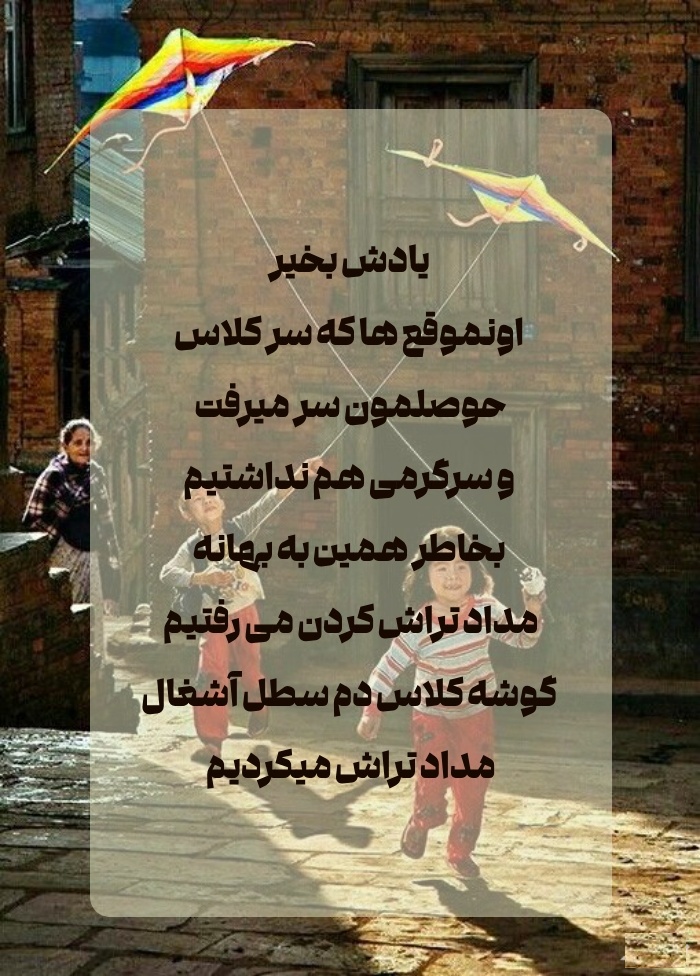 یادش بخیر
اونموقع ها که سر کلاس
حوصلمون سر میرفت
و سرگرمی هم نداشتیم
بخاطر همین به بهانه
مداد تراش کردن می رفتیم
گوشه کلاس دم سطل آشغال
مداد تراش میکردیم